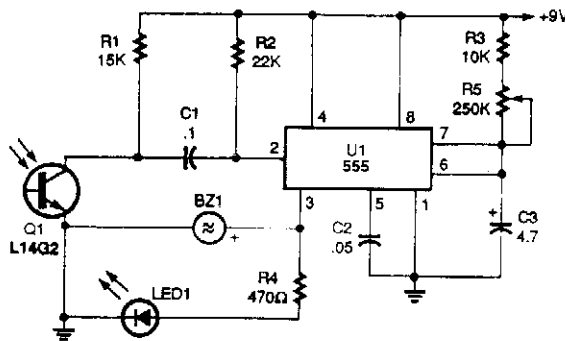 +9V
R1
15K
R2
22K
R3
10K
R5
250K
C1
.1
4
8
7
2
U1
555
6
3
5
1
Q1
L14G2
BZ1
+
C2
.05
+
C3
4.7
R4
470Ω
LED1